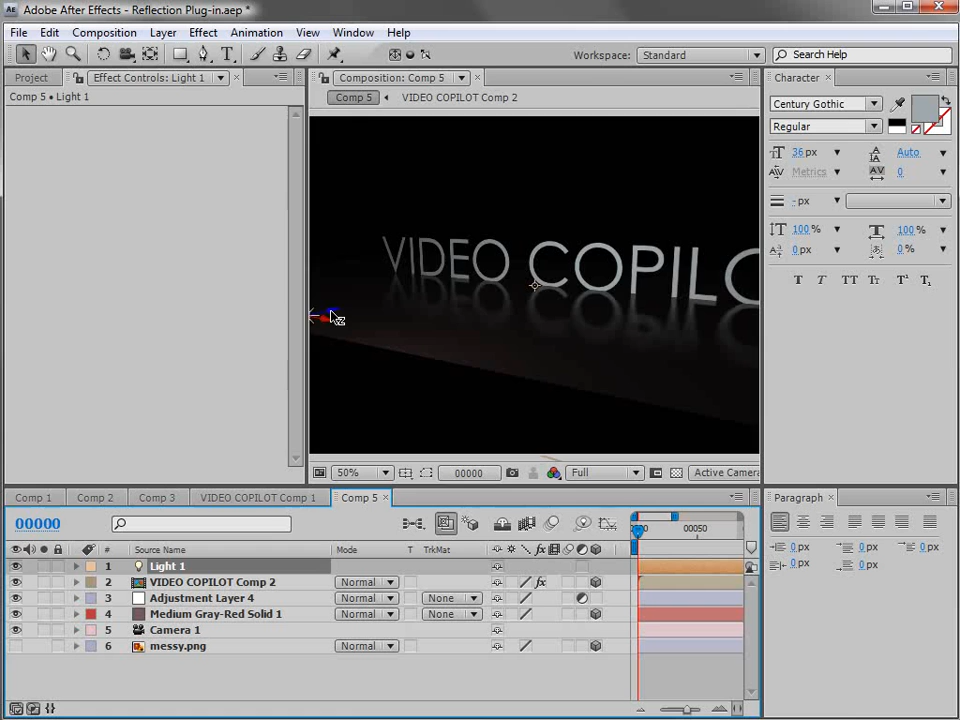 Adobe After Effects - Reflection Plug-in.aep *
File Edit Composition Layer Effect Animation View Window Help
Workspace: Standard Search Help
Project Effect Controls: Light 1 Composition: Comp 5 Character
Comp 5 • Light 1
Comp 5 VIDEO COPILOT Comp 2
Century Gothic
Regular
36 px Auto
Metrics 0
- px
100 % 100 %
0 px 0 %
T T TT Tr T¹ T
VIDEO COPILO
50% 00000 Full Active Camera
Comp 1 Comp 2 Comp 3 VIDEO COPILOT Comp 1 Comp 5 Paragraph
00000
0 px 0 px 0 px
0 px 0 px
# Source Name Mode T TrkMat 00050
1 Light 1
2 VIDEO COPILOT Comp 2 Normal
3 Adjustment Layer 4 Normal None
4 Medium Gray-Red Solid 1 Normal None
5 Camera 1
6 messy.png Normal